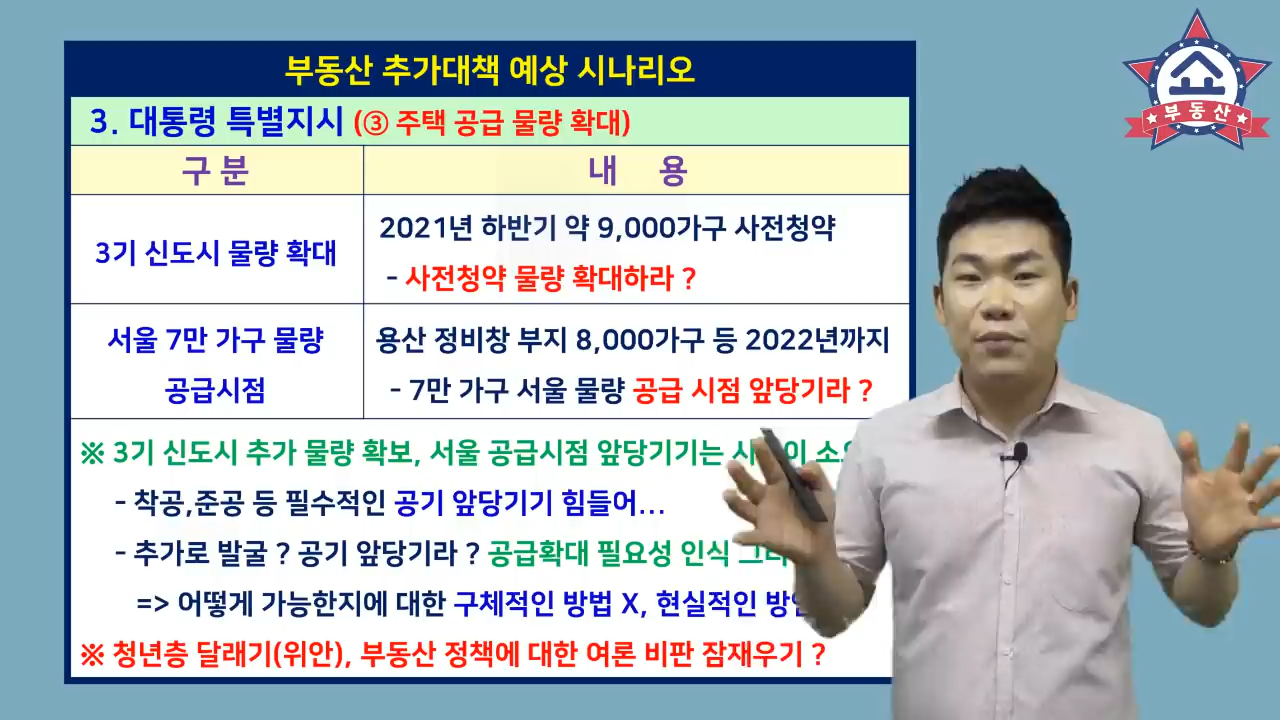 부동산 추가대책 예상 시나리오
3. 대통령 특별지시 (③ 주택 공급 물량 확대)
구 분 내 용
3기 신도시 물량 확대
2021년 하반기 약 9,000가구 사전청약
- 사전청약 물량 확대하라 ?
서울 7만 가구 물량
공급시점
용산 정비창 부지 8,000가구 등 2022년까지
- 7만 가구 서울 물량 공급 시점 앞당기라 ?
※ 3기 신도시 추가 물량 확보, 서울 공급시점 앞당기기는
- 착공,준공 등 필수적인 공기 앞당기기 힘들어...
- 추가로 발굴 ? 공기 앞당기라 ? 공급확대 필요성 인식
=> 어떻게 가능한지에 대한 구체적인 방법 X, 현실적인
※ 청년층 달래기(위안), 부동산 정책에 대한 여론 비판 잠재우기 ?
부동산